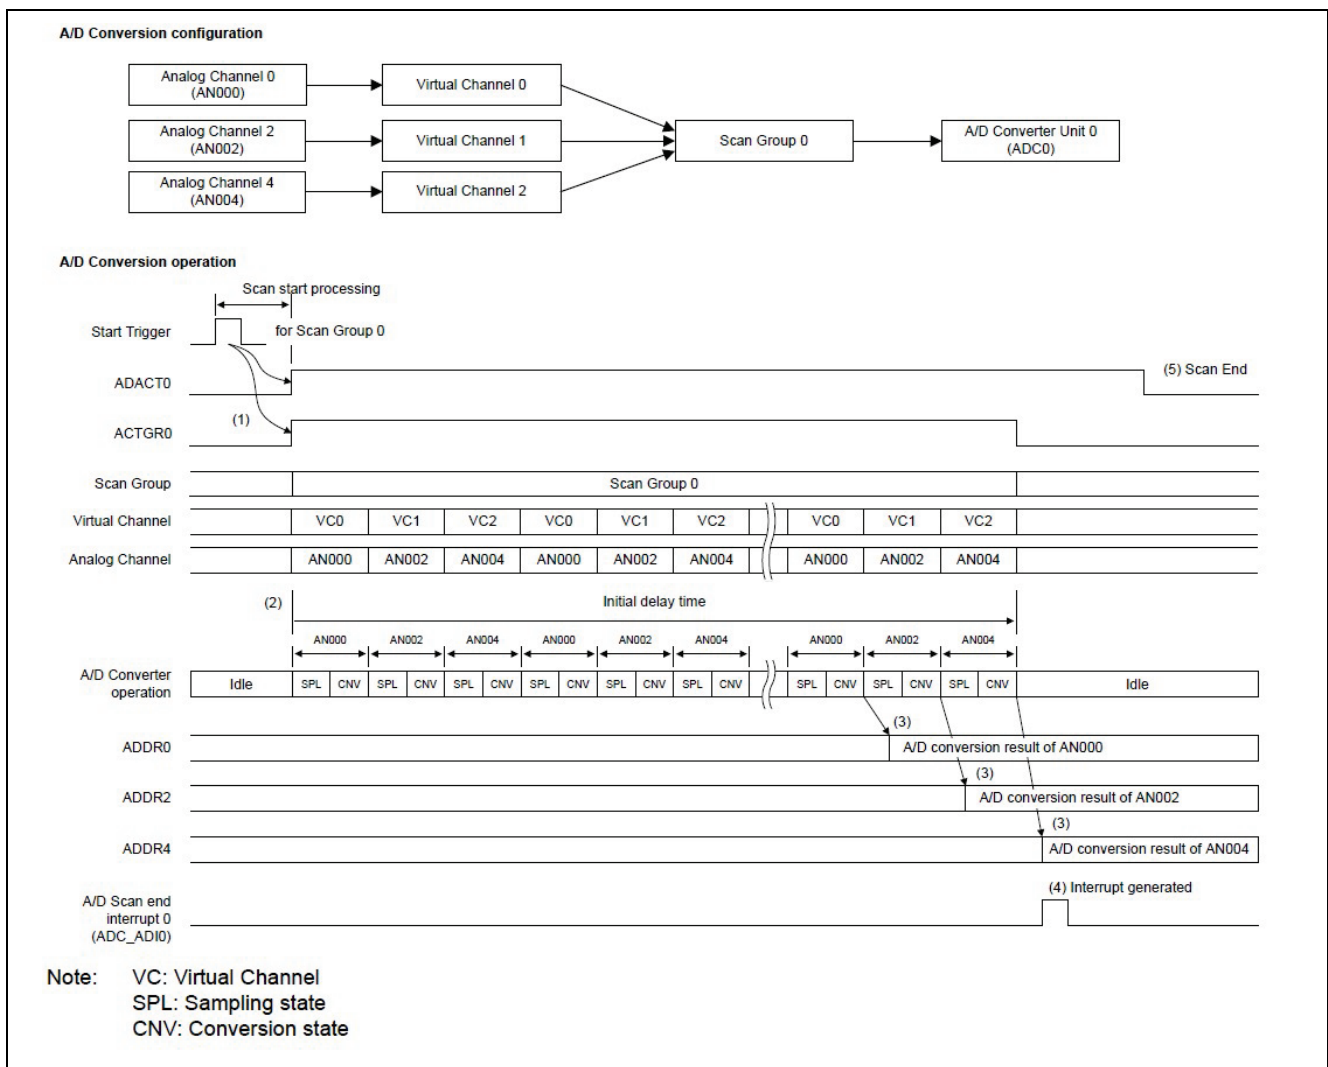 A/D Conversion configuration
Analog Channel 0
(AN000)
Virtual Channel 0
Analog Channel 2
(AN002)
Virtual Channel 1
Scan Group 0
A/D Converter Unit 0
(ADC0)
Analog Channel 4
(AN004)
Virtual Channel 2
A/D Conversion operation
Scan start processing
Start Trigger
for Scan Group 0
ADACT0
(5) Scan End
(1)
ACTGR0
Scan Group
Scan Group 0
Virtual Channel
VC0 VC1 VC2 VC0 VC1 VC2 VC0 VC1 VC2
Analog Channel
AN000 AN002 AN004 AN000 AN002 AN004 AN000 AN002 AN004
(2)
Initial delay time
AN000 AN002 AN004 AN000 AN002 AN004 AN000 AN002 AN004
A/D Converter
operation
Idle SPL CNV SPL CNV SPL CNV SPL CNV SPL CNV SPL CNV SPL CNV SPL CNV SPL CNV Idle
(3)
ADDR0
A/D conversion result of AN000
(3)
ADDR2
A/D conversion result of AN002
(3)
ADDR4
A/D conversion result of AN004
(4) Interrupt generated
A/D Scan end
interrupt 0
(ADC_ADI0)
Note: VC: Virtual Channel
SPL: Sampling state
CNV: Conversion state